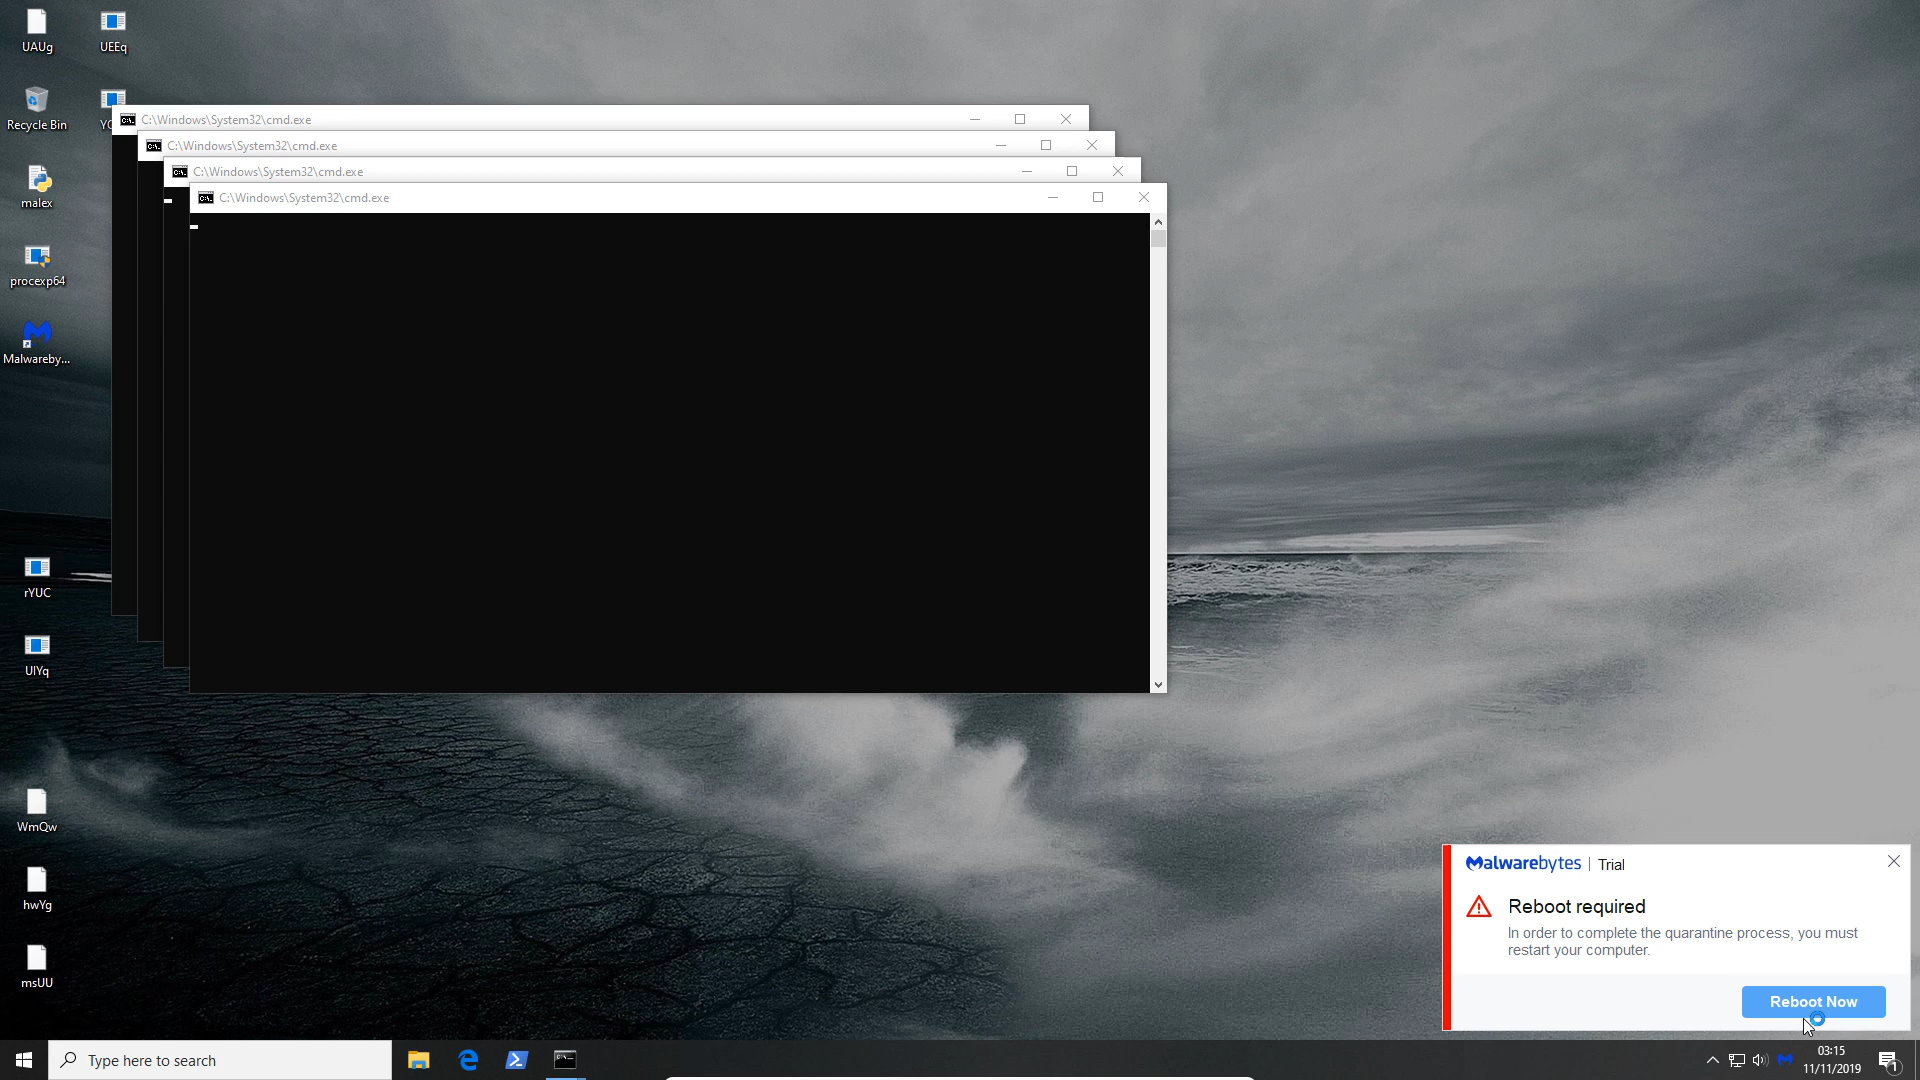 UAUg
UEEq
Recycle Bin
malex
procexp64
Malwareby...
rYUC
UIYq
WmQw
hwYg
msUU
C:\Windows\System32\cmd.exe
C:\Windows\System32\cmd.exe
C:\Windows\System32\cmd.exe
C:\Windows\System32\cmd.exe
Malwarebytes | Trial
Reboot required
In order to complete the quarantine process, you must
restart your computer.
Reboot Now
Type here to search
03:15
11/11/2019
1